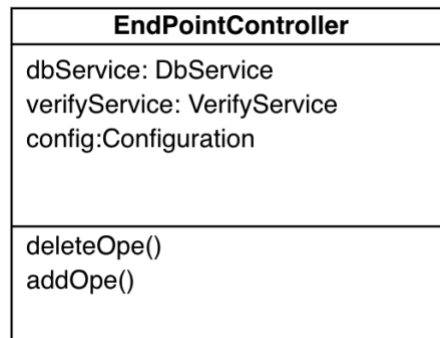 EndPointController
dbService: DbService
verifyService: VerifyService
config:Configuration
deleteOpe()
addOpe()